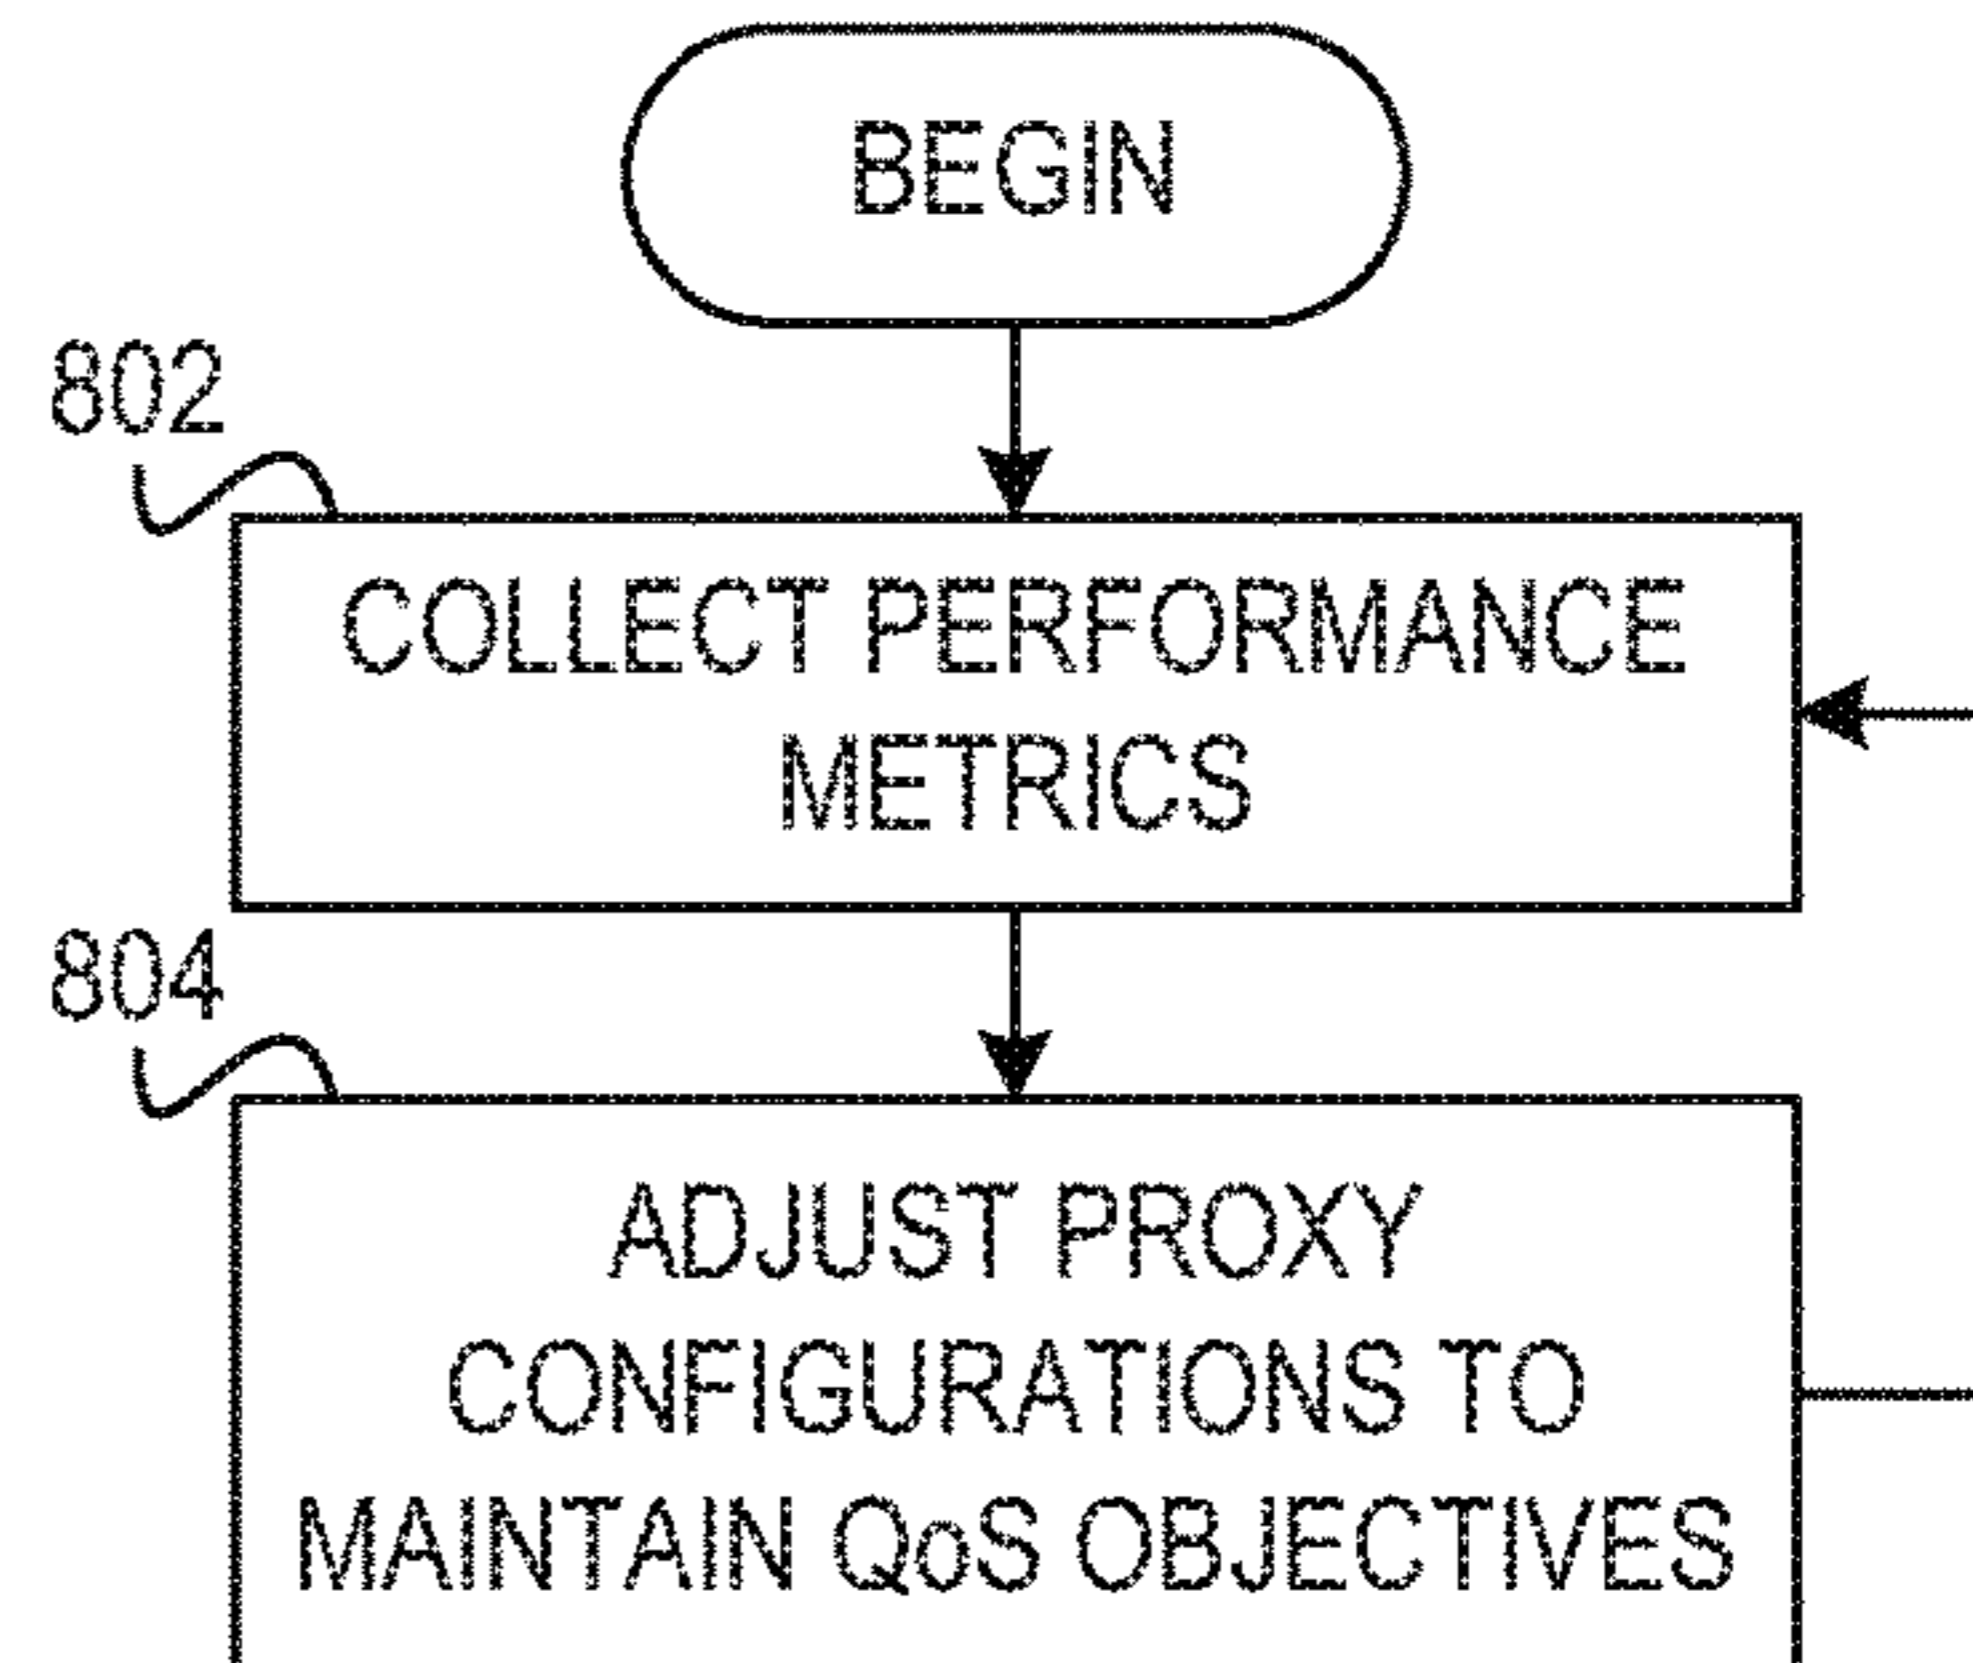 BEGIN
802
COLLECT PERFORMANCE
METRICS
804
ADJUST PROXY
CONFIGURATIONS TO
MAINTAIN QoS OBJECTIVES